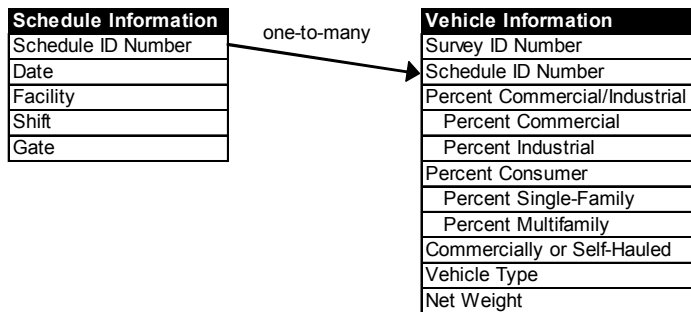 Schedule Information
Schedule ID Number
Date
Facility
Shift
Gate
one-to-many
Vehicle Information
Survey ID Number
Schedule ID Number
Percent Commercial/Industrial
Percent Commercial
Percent Industrial
Percent Consumer
Percent Single-Family
Percent Multifamily
Commercially or Self-Hauled
Vehicle Type
Net Weight